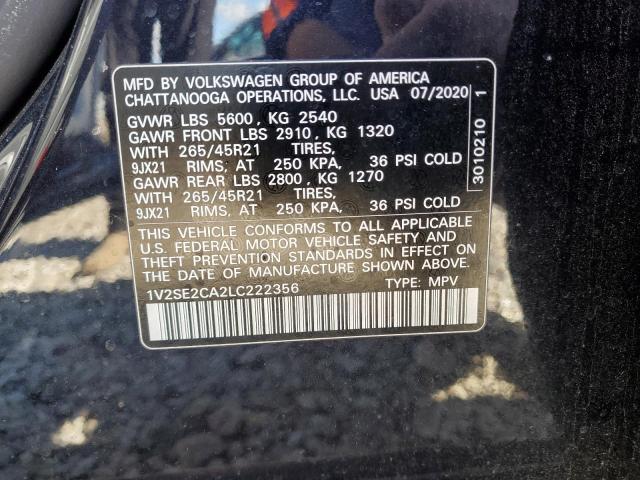 MFD BY VOLKSWAGEN GROUP OF AMERICA
CHATTANOOGA OPERATIONS, LLC. USA 07/2020
GVWR LBS 5600, KG 2540
GAWR FRONT LBS 2910, KG 1320
WITH 265/45R21 TIRES,
9JX21 RIMS, AT 250 KPA, 36 PSI COLD
GAWR REAR LBS 2800, KG 1270
WITH 265/45R21 TIRES,
9JX21 RIMS, AT 250 KPA, 36 PSI COLD
THIS VEHICLE CONFORMS TO ALL APPLICABLE
U.S. FEDERAL MOTOR VEHICLE SAFETY AND
THEFT PREVENTION STANDARDS IN EFFECT ON
THE DATE OF MANUFACTURE SHOWN ABOVE.
1V2SE2CA2LC222356 TYPE: MPV
3010210 1